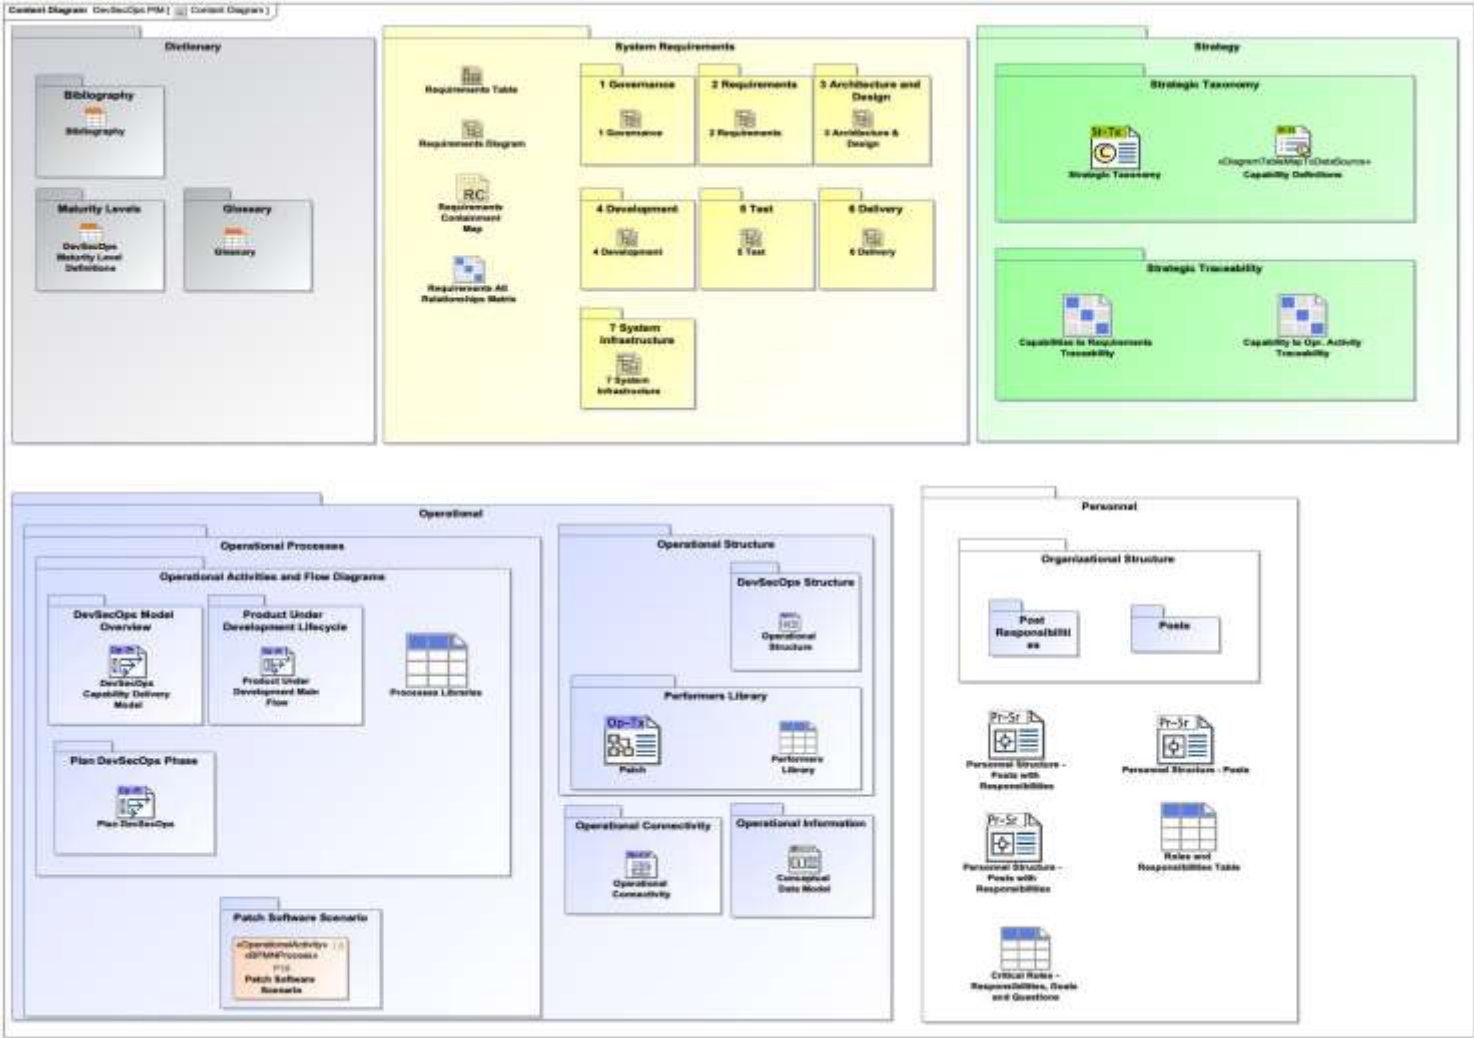 Content Diagram DevSecOps PIM [ Content Diagram ]
Dictionary
Bibliography
Bibliography
Maturity Levels
DevSecOps
Maturity Level
Definitions
Glossary
Glossary
System Requirements
Requirements Table
Requirements Diagram
RC
Requirements
Containment
Map
Requirements All
Relationships Matrix
1 Governance
1 Governance
2 Requirements
2 Requirements
3 Architecture and
Design
3 Architecture &
Design
4 Development
4 Development
5 Test
5 Test
6 Delivery
6 Delivery
7 System
Infrastructure
7 System
Infrastructure
Strategy
Strategic Taxonomy
St-Tx
Strategic Taxonomy
«DiagramTableMapToDataSource»
Capability Definitions
Strategic Traceability
Capabilities to Requirements
Traceability
Capability to Opr. Activity
Traceability
Operational
Operational Processes
Operational Activities and Flow Diagrams
DevSecOps Model
Overview
DevSecOps
Capability Delivery
Model
Product Under
Development Lifecycle
Product Under
Development Main
Flow
Processes Libraries
Plan DevSecOps Phase
Plan DevSecOps
Patch Software Scenario
«OperationalActivity»
«BPMNProcess»
Patch Software
Scenario
Operational Structure
DevSecOps Structure
Operational
Structure
Performers Library
Op-Tx
Patch
Performers
Library
Operational Connectivity
Operational
Connectivity
Operational Information
Conceptual
Data Model
Personnal
Organizational Structure
Post
Responsibiliti
es
Posts
Pr-Sr
Personnel Structure -
Posts with
Responsibilities
Pr-Sr
Personnel Structure - Posts
Pr-Sr
Personnel Structure -
Posts with
Responsibilities
Roles and
Responsibilities Table
Critical Roles -
Responsibilities, Goals
and Questions